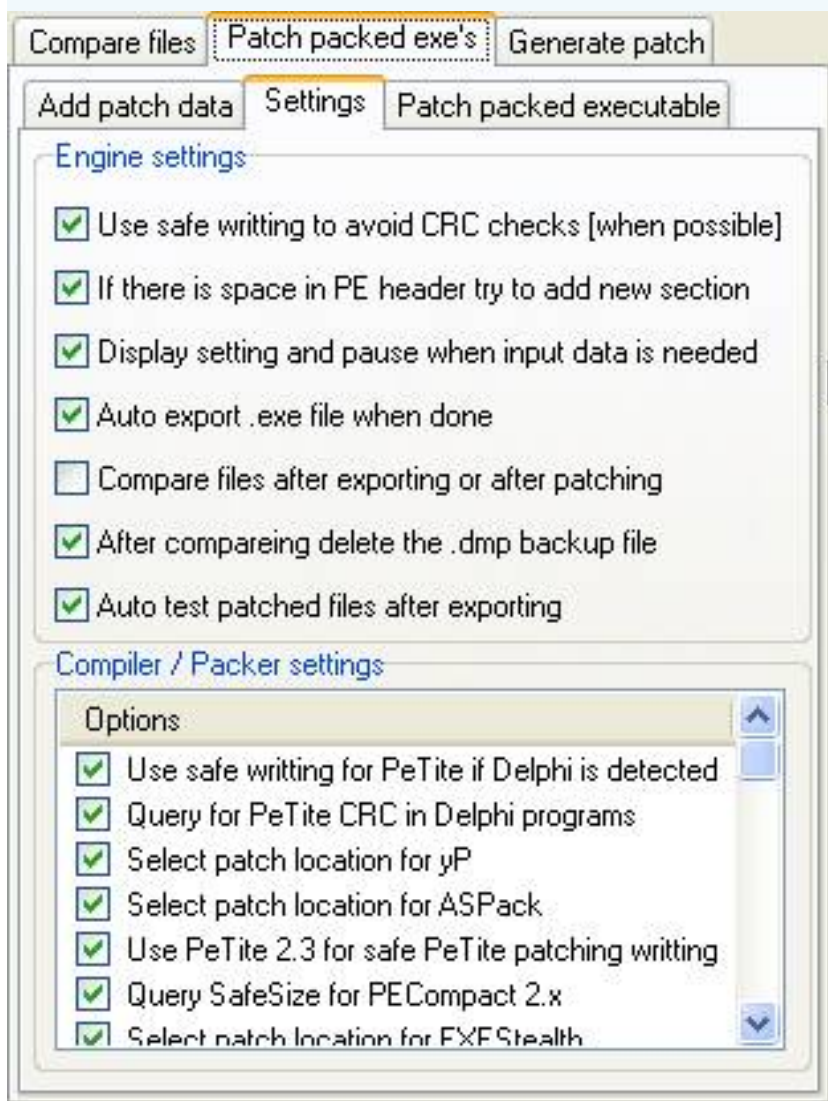 Compare files Patch packed exe's Generate patch
Add patch data Settings Patch packed executable
Engine settings
Use safe writting to avoid CRC checks [when possible]
If there is space in PE header try to add new section
Display setting and pause when input data is needed
Auto export .exe file when done
Compare files after exporting or after patching
After compareing delete the .dmp backup file
Auto test patched files after exporting
Compiler / Packer settings
Options
Use safe writting for PeTite if Delphi is detected
Query for PeTite CRC in Delphi programs
Select patch location for yP
Select patch location for ASPack
Use PeTite 2.3 for safe PeTite patching writting
Query SafeSize for PECompact 2.x
Select patch location for EXEStealth